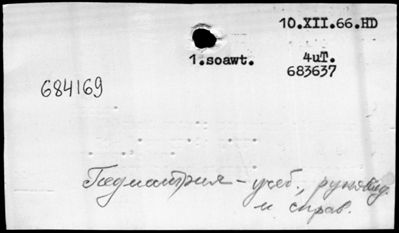 10.XII.66.HD
1.soawt. 4uT.
683637
684169
Педиатрия - учеб., руковод.
и справ.